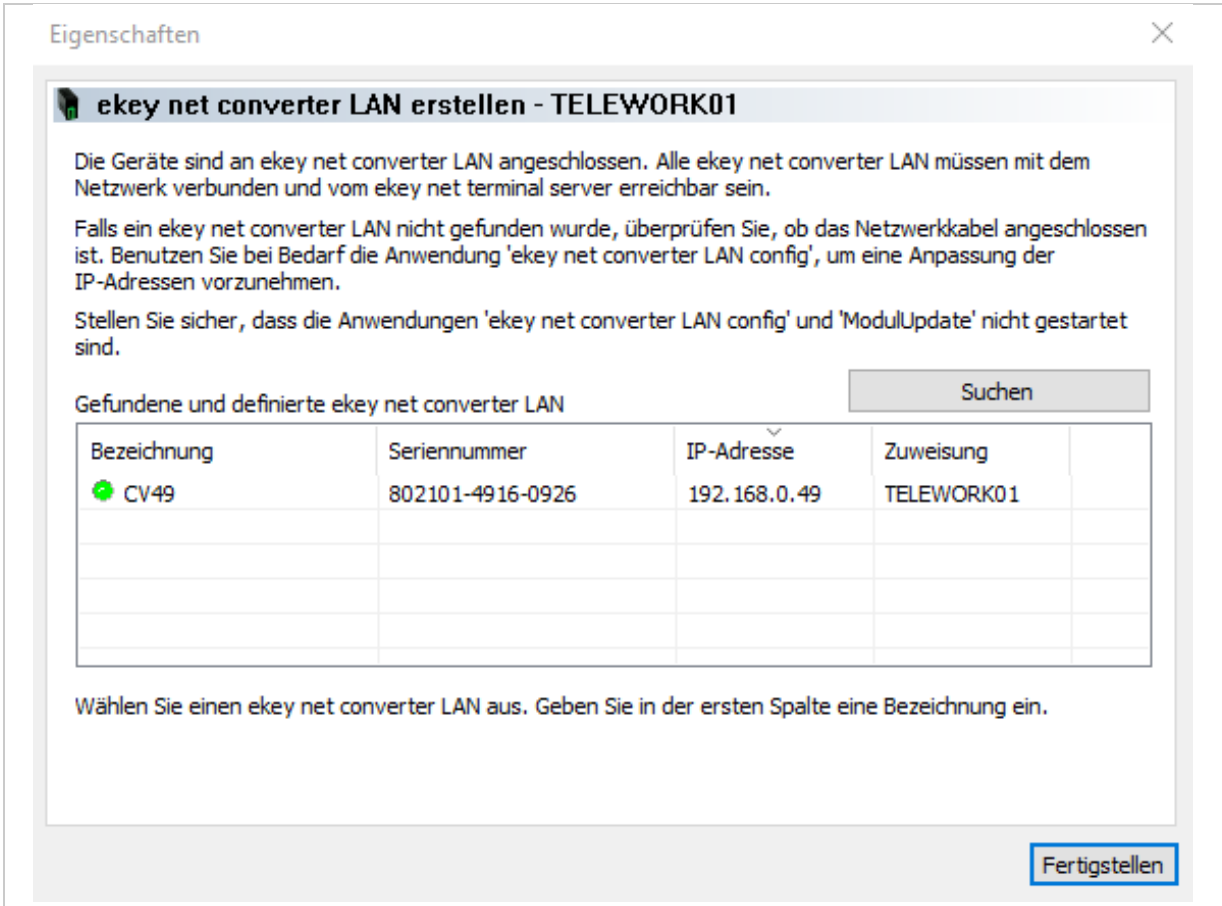 Eigenschaften
ekey net converter LAN erstellen - TELEWORK01
Die Geräte sind an ekey net converter LAN angeschlossen. Alle ekey net converter LAN müssen mit dem
Netzwerk verbunden und vom ekey net terminal server erreichbar sein.
Falls ein ekey net converter LAN nicht gefunden wurde, überprüfen Sie, ob das Netzwerkkabel angeschlossen
ist. Benutzen Sie bei Bedarf die Anwendung 'ekey net converter LAN config', um eine Anpassung der
IP-Adressen vorzunehmen.
Stellen Sie sicher, dass die Anwendungen 'ekey net converter LAN config' und 'ModulUpdate' nicht gestartet
sind.
Suchen
Gefundene und definierte ekey net converter LAN
Bezeichnung Seriennummer IP-Adresse Zuweisung
CV49 802101-4916-0926 192.168.0.49 TELEWORK01
Wählen Sie einen ekey net converter LAN aus. Geben Sie in der ersten Spalte eine Bezeichnung ein.
Fertigstellen